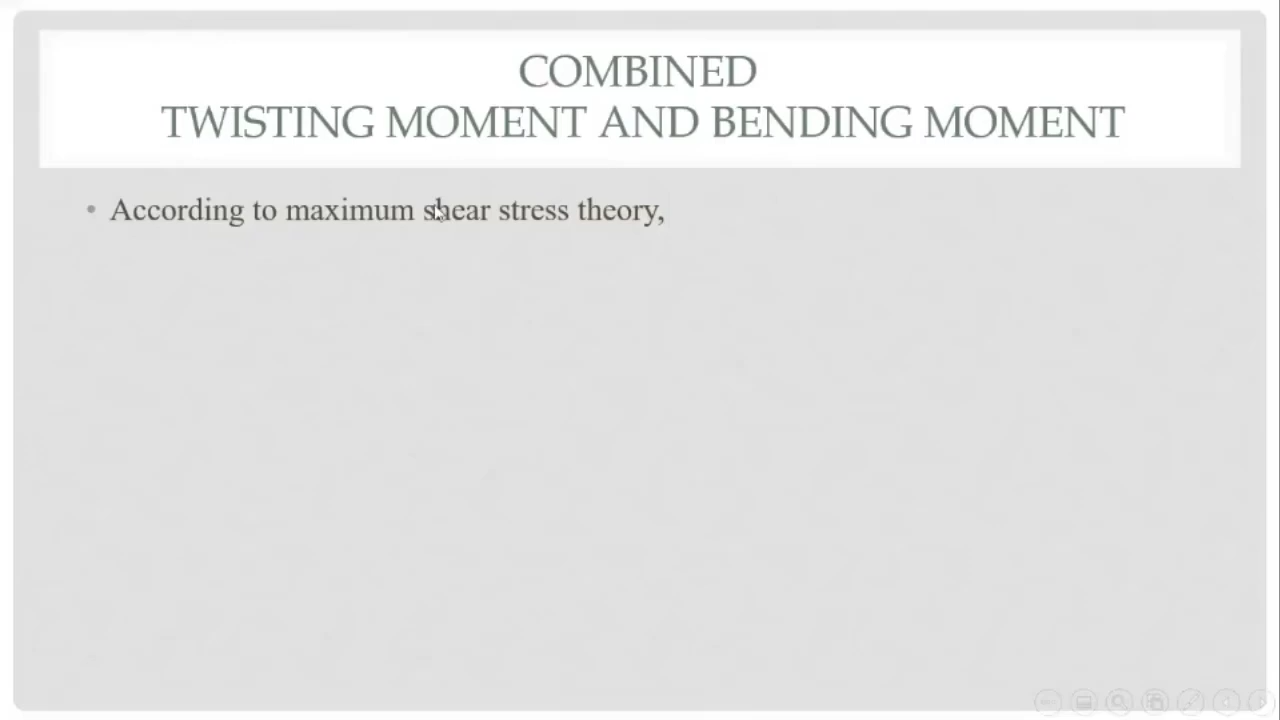 COMBINED
TWISTING MOMENT AND BENDING MOMENT
• According to maximum shear stress theory,